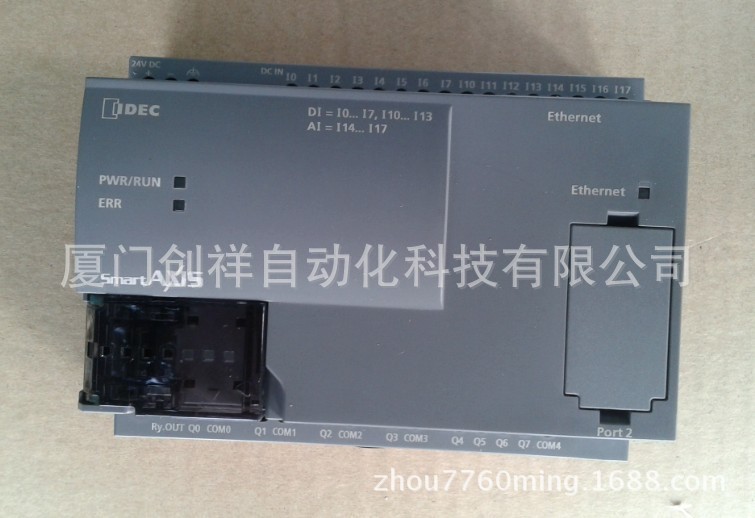 24V DC
DC IN I0 I1 I2 I3 I4 I5 I6 I7 I10 I11 I12 I13 I14 I15 I16 I17
IDEC
DI = I0... I7, I10... I13
AI = I14... I17
Ethernet
PWR/RUN
ERR
Ethernet
厦门创祥自动化科技有限公司
SmartAXIS
Ry.OUT Q0 COM0 Q1 COM1 Q2 COM2 Q3 COM3 Q4 Q5 Q6 Q7 COM4
Port 2
zhou7760ming.1688.com